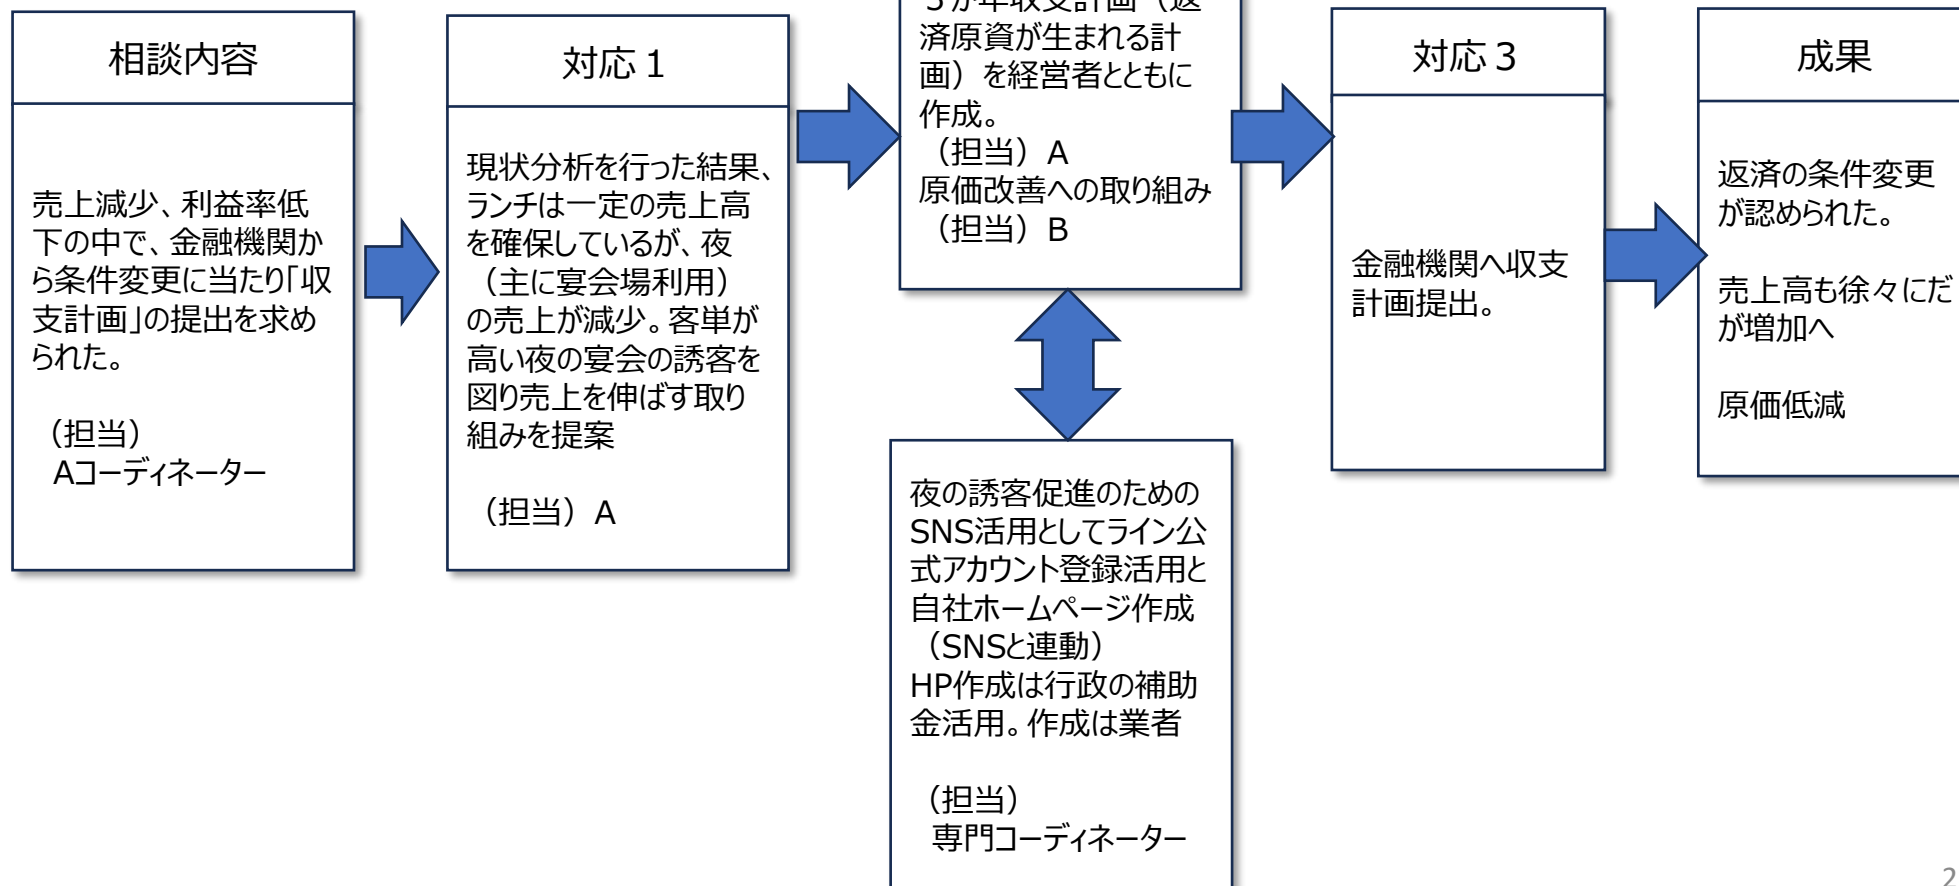 相談内容
売上減少、利益率低
下の中で、金融機関か
ら条件変更に当たり「収
支計画」の提出を求め
られた。
（担当）
Aコーディネーター
対応１
現状分析を行った結果、
ランチは一定の売上高
を確保しているが、夜
（主に宴会場利用）
の売上が減少。客単が
高い夜の宴会の誘客を
図り売上を伸ばす取り
組みを提案
（担当）A
３か年収支計画（返
済原資が生まれる計
画）を経営者とともに
作成。
（担当）A
原価改善への取り組み
（担当）B
夜の誘客促進のための
SNS活用としてライン公
式アカウント登録活用と
自社ホームページ作成
（SNSと連動）
HP作成は行政の補助
金活用。作成は業者
（担当）
専門コーディネーター
対応３
金融機関へ収支
計画提出。
成果
返済の条件変更
が認められた。
売上高も徐々にだ
が増加へ
原価低減
2